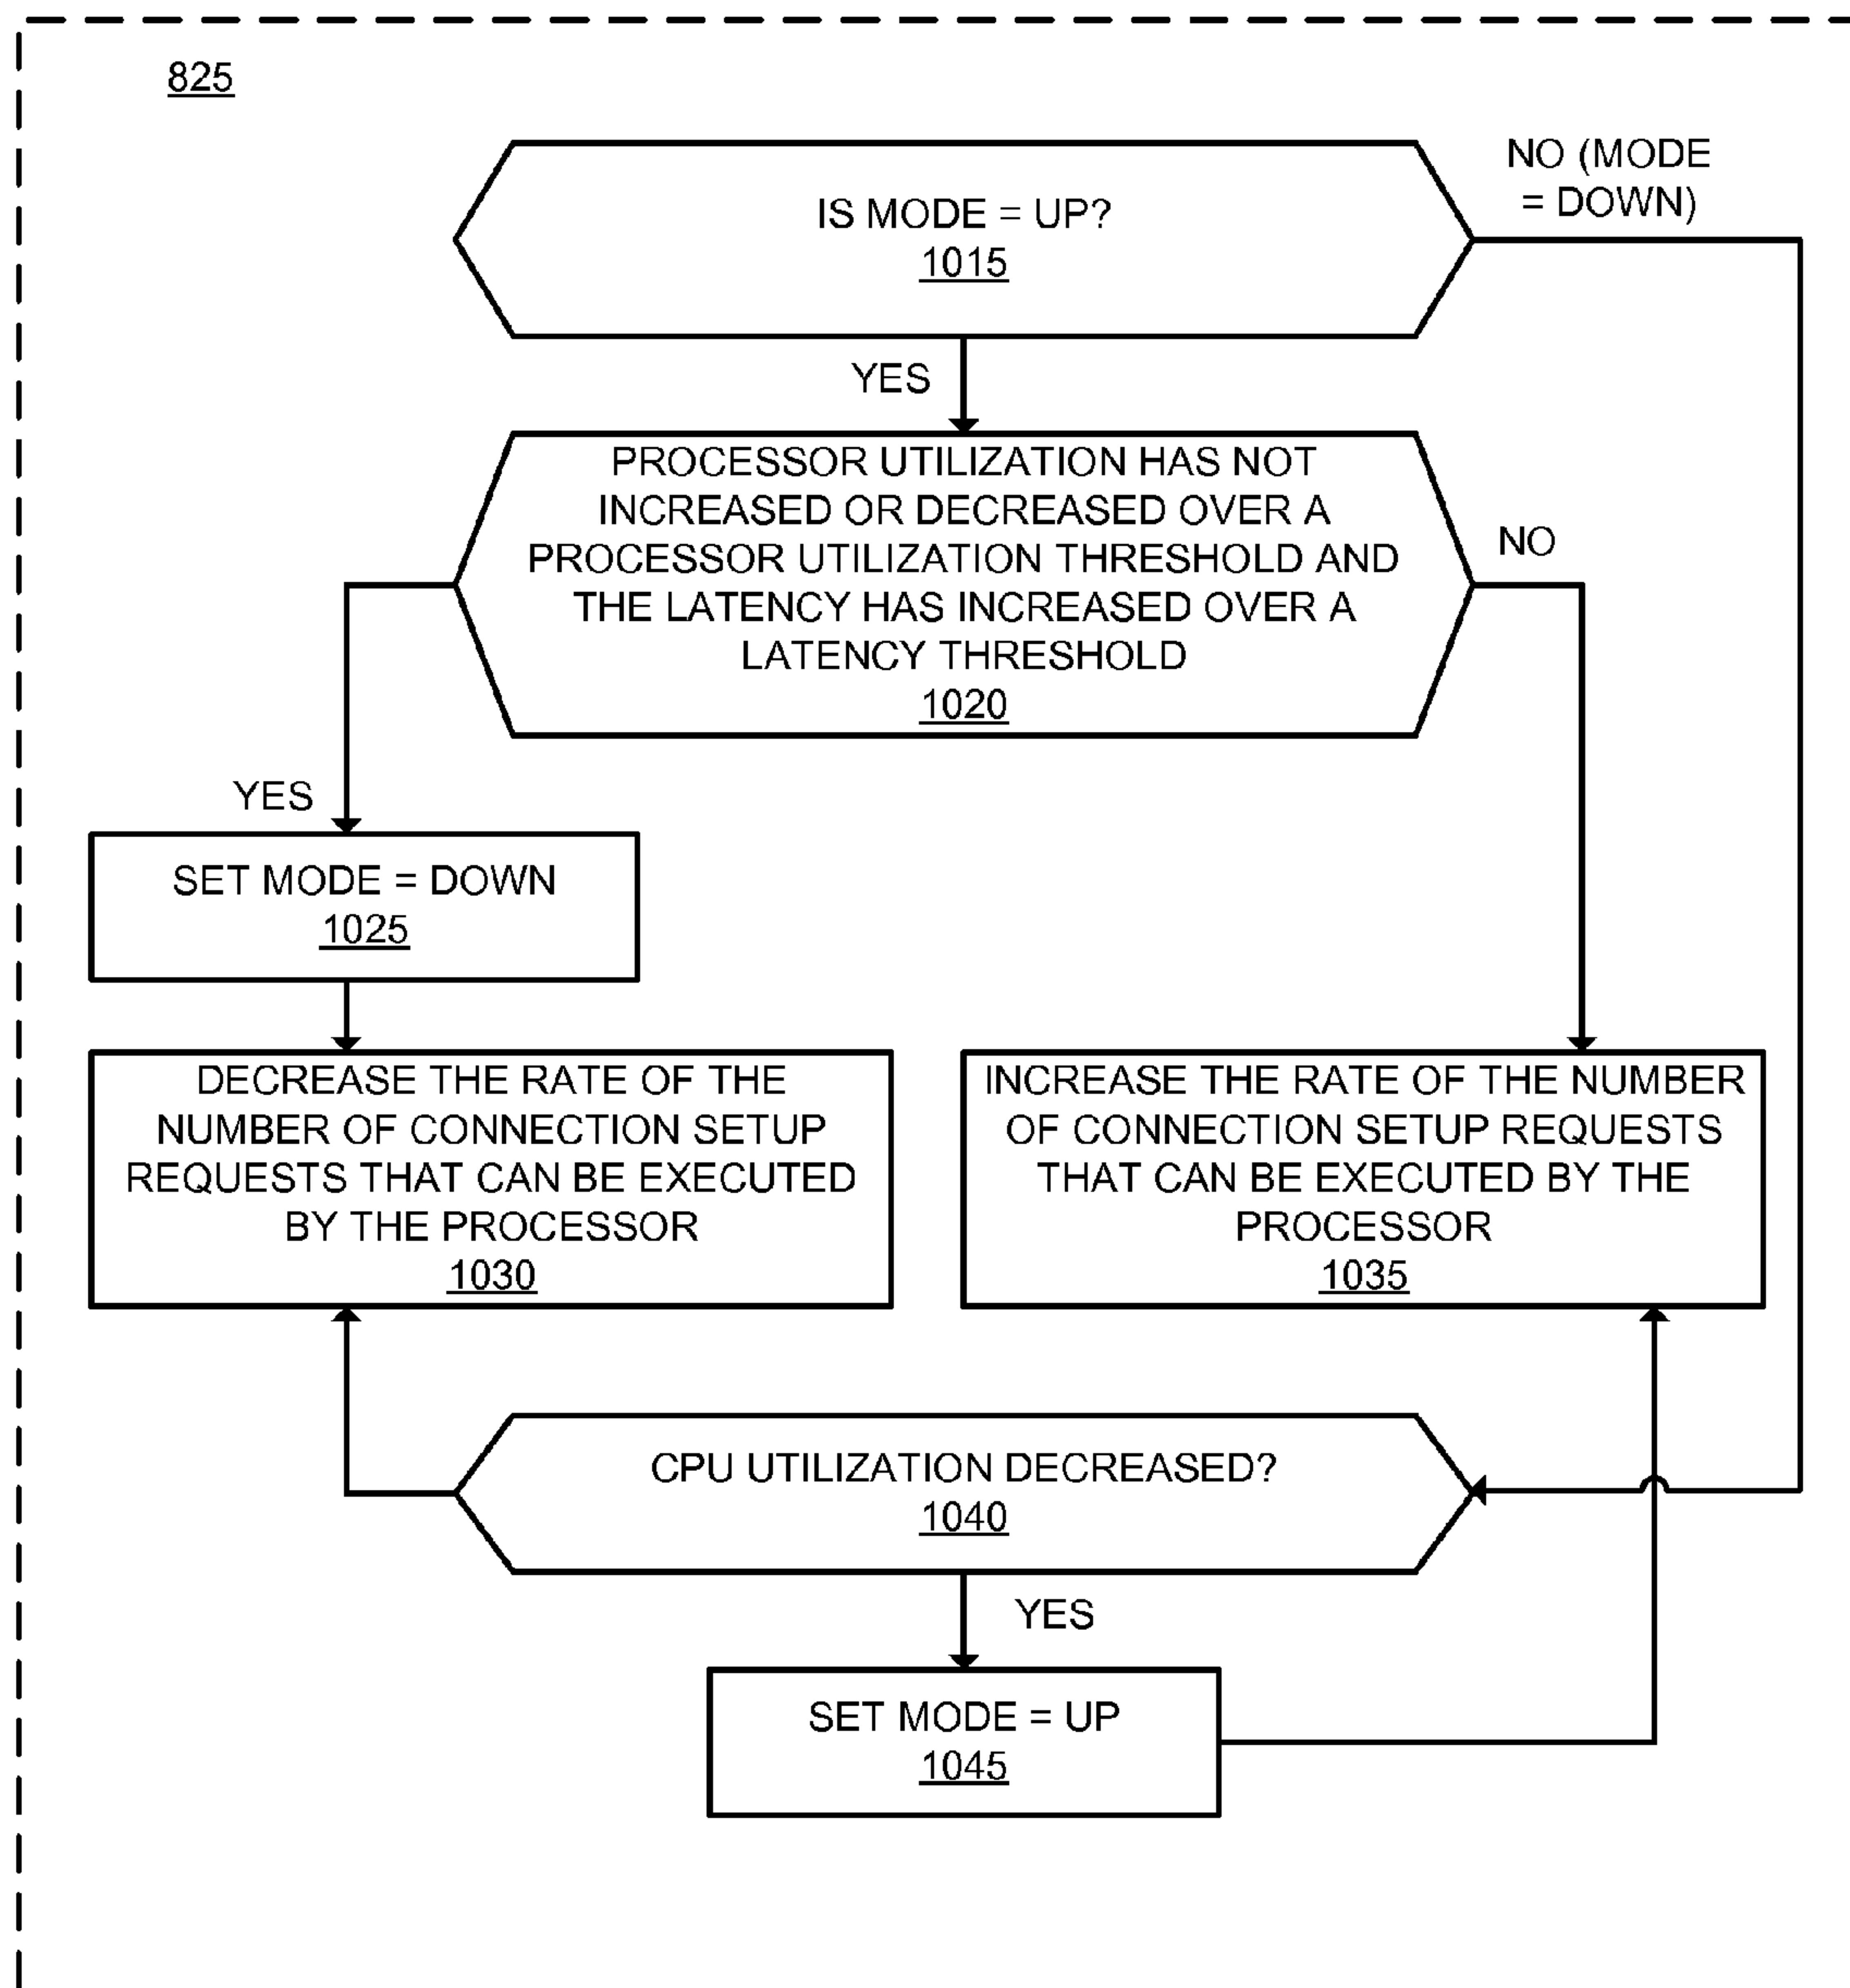 825
NO (MODE
= DOWN)
IS MODE = UP?
1015
YES
PROCESSOR UTILIZATION HAS NOT
INCREASED OR DECREASED OVER A
PROCESSOR UTILIZATION THRESHOLD AND
THE LATENCY HAS INCREASED OVER A
LATENCY THRESHOLD
1020
NO
YES
SET MODE = DOWN
1025
DECREASE THE RATE OF THE
NUMBER OF CONNECTION SETUP
REQUESTS THAT CAN BE EXECUTED
BY THE PROCESSOR
1030
INCREASE THE RATE OF THE NUMBER
OF CONNECTION SETUP REQUESTS
THAT CAN BE EXECUTED BY THE
PROCESSOR
1035
CPU UTILIZATION DECREASED?
1040
YES
SET MODE = UP
1045